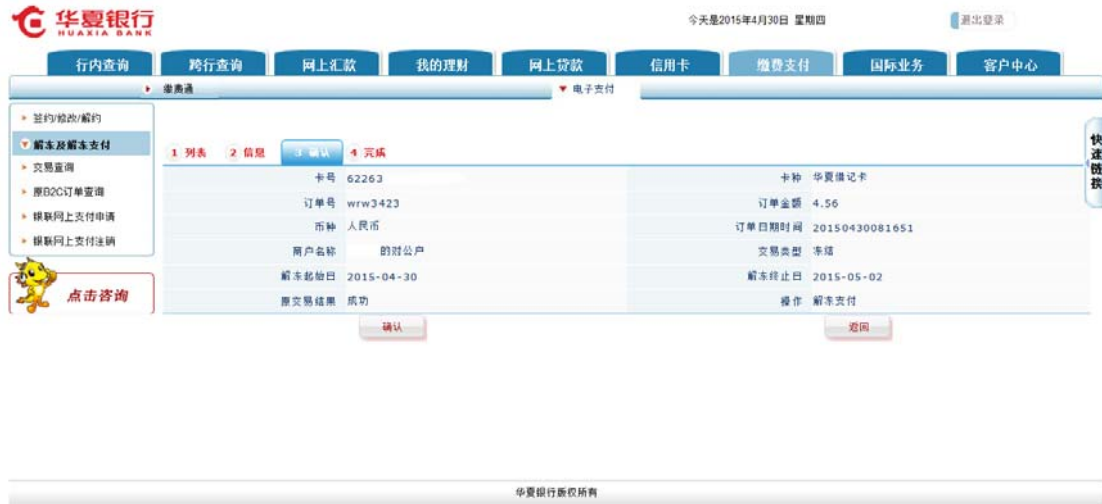 华夏银行
HUAXIA BANK
今天是2015年4月30日 星期四
退出登录
行内查询 跨行查询 网上汇款 我的理财 网上贷款 信用卡 缴费支付 国际业务 客户中心
缴费通 电子支付
签约/修改/解约
解冻及解冻支付
交易查询
原B2C订单查询
银联网上支付申请
银联网上支付注销
点击咨询
快速链接
1 列表 2 信息 3 确认 4 完成
卡号 62263 卡种 华夏借记卡
订单号 wrw3423 订单金额 4.56
币种 人民币 订单日期时间 20150430081651
商户名称 的对公户 交易类型 冻结
解冻起始日 2015-04-30 解冻终止日 2015-05-02
原交易结果 成功 操作 解冻支付
确认 返回
华夏银行版权所有